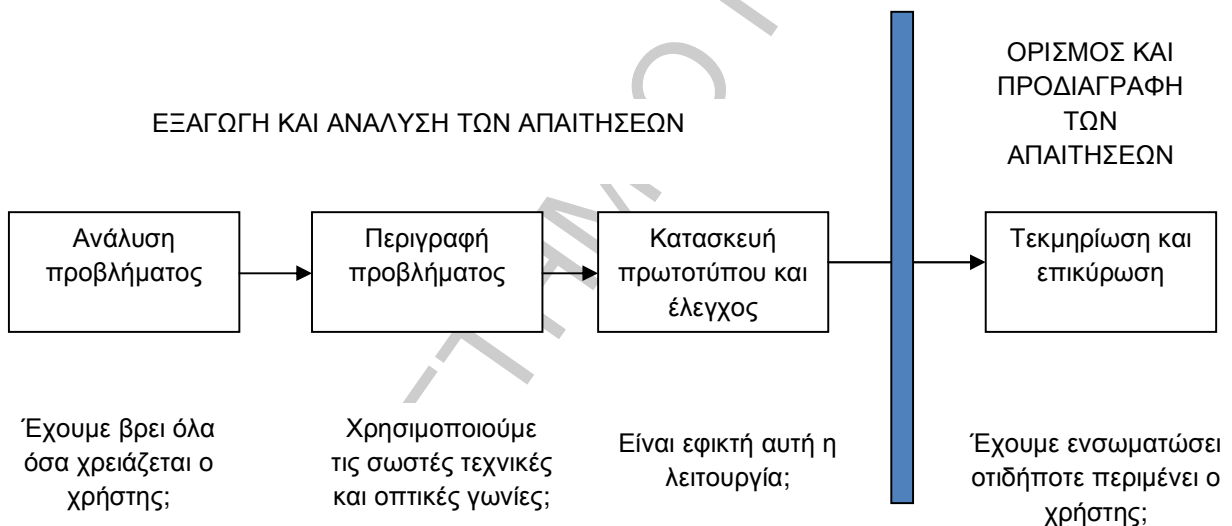 ΕΞΑΓΩΓΗ ΚΑΙ ΑΝΑΛΥΣΗ ΤΩΝ ΑΠΑΙΤΗΣΕΩΝ
ΟΡΙΣΜΟΣ ΚΑΙ
ΠΡΟΔΙΑΓΡΑΦΗ
ΤΩΝ
ΑΠΑΙΤΗΣΕΩΝ
Ανάλυση
προβλήματος
Περιγραφή
προβλήματος
Κατασκευή
πρωτοτύπου και
έλεγχος
Τεκμηρίωση και
επικύρωση
Έχουμε βρει όλα
όσα χρειάζεται ο
χρήστης;
Χρησιμοποιούμε
τις σωστές τεχνικές
και οπτικές γωνίες;
Είναι εφικτή αυτή η
λειτουργία;
Έχουμε ενσωματώσει
οτιδήποτε περιμένει ο
χρήστης;